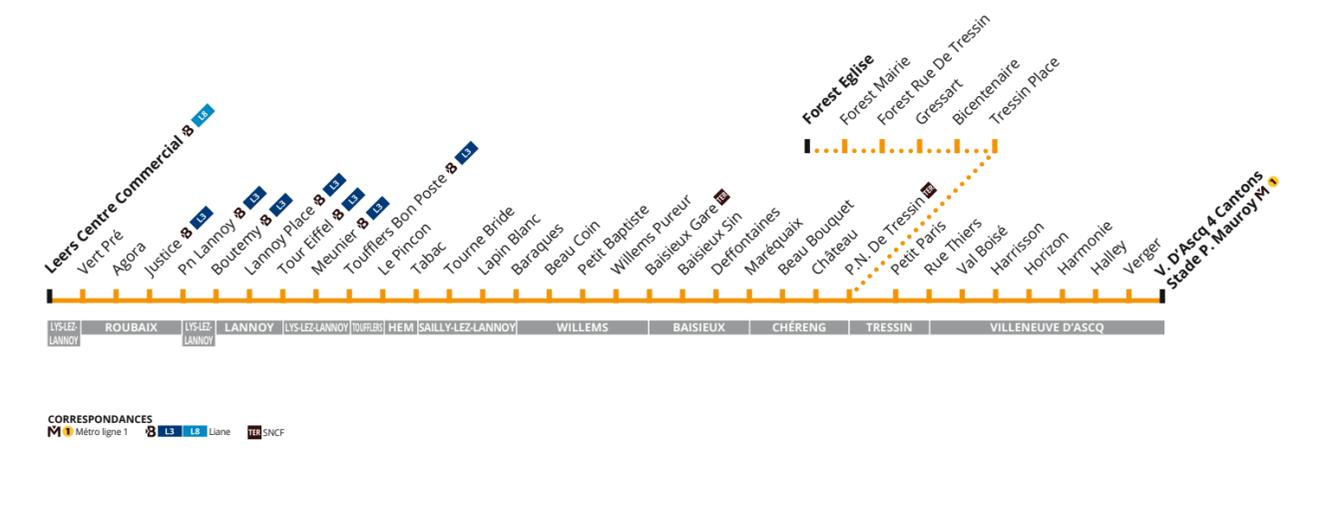 Forest Eglise
Forest Mairie
Forest Rue De Tressin
Gressart
Bicentenaire
Tressin Place
Leers Centre Commercial B L8
Vert Pré
Agora
Justice B L3
Pn Lannoy B L3
Boutemy B L3
Lannoy Place B L3
Tour Eiffel B L3
Meunier B L3
Toufflers Bon Poste B L3
Le Pincon
Tabac
Tourne Bride
Lapin Blanc
Baraques
Beau Coin
Petit Baptiste
Willems Pureur
Baisieux Gare TER
Baisieux Sin
Deffontaines
Maréquaix
Beau Bouquet
Château
P.N. De Tressin TER
Petit Paris
Rue Thiers
Val Boisé
Harrisson
Horizon
Harmonie
Halley
Verger
V. D'Ascq 4 Cantons
Stade P. Mauroy M 1
LYS-LEZ-
LANNOY
ROUBAIX
LYS-LEZ-
LANNOY
LANNOY
LYS-LEZ-LANNOY
TOUFFLERS
HEM
SAILLY-LEZ-LANNOY
WILLEMS
BAISIEUX
CHÉRENG
TRESSIN
VILLENEUVE D'ASCQ
CORRESPONDANCES
M 1 Métro ligne 1 B L3 L8 Liane TER SNCF